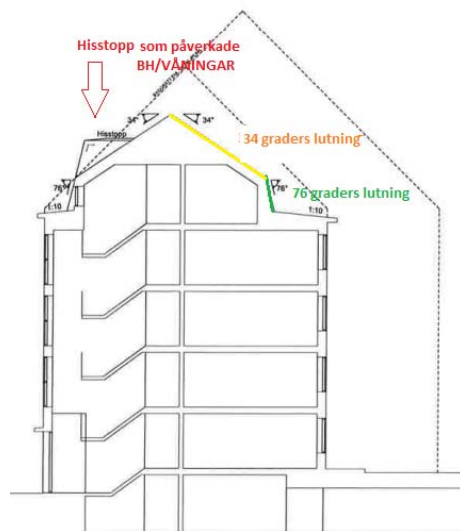 Hisstopp som påverkade
BH/VÅNINGAR
34° 34°
Hisstopp
34 graders lutning
76° 76°
76 graders lutning
1:10 1:10